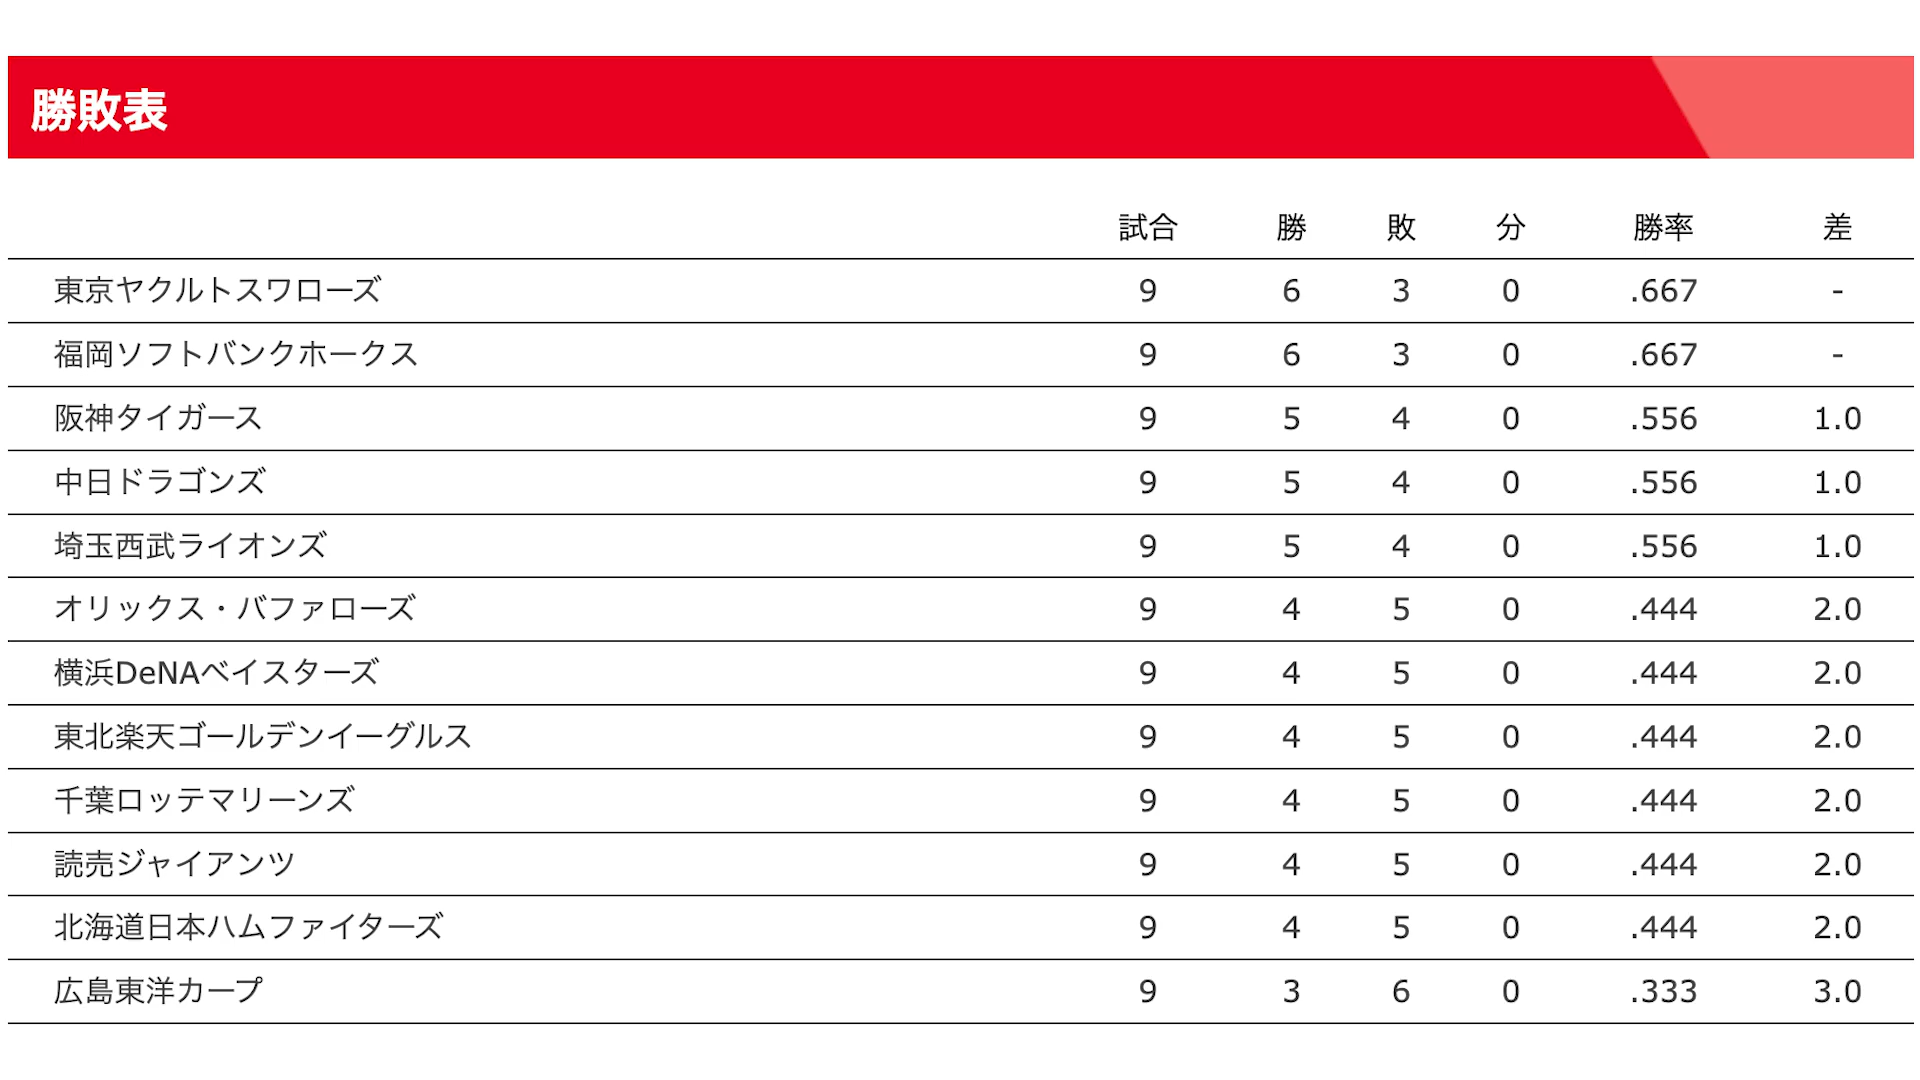 勝敗表
試合 勝 敗 分 勝率 差
東京ヤクルトスワローズ 9 6 3 0 .667 -
福岡ソフトバンクホークス 9 6 3 0 .667 -
阪神タイガース 9 5 4 0 .556 1.0
中日ドラゴンズ 9 5 4 0 .556 1.0
埼玉西武ライオンズ 9 5 4 0 .556 1.0
オリックス・バファローズ 9 4 5 0 .444 2.0
横浜DeNAベイスターズ 9 4 5 0 .444 2.0
東北楽天ゴールデンイーグルス 9 4 5 0 .444 2.0
千葉ロッテマリーンズ 9 4 5 0 .444 2.0
読売ジャイアンツ 9 4 5 0 .444 2.0
北海道日本ハムファイターズ 9 4 5 0 .444 2.0
広島東洋カープ 9 3 6 0 .333 3.0